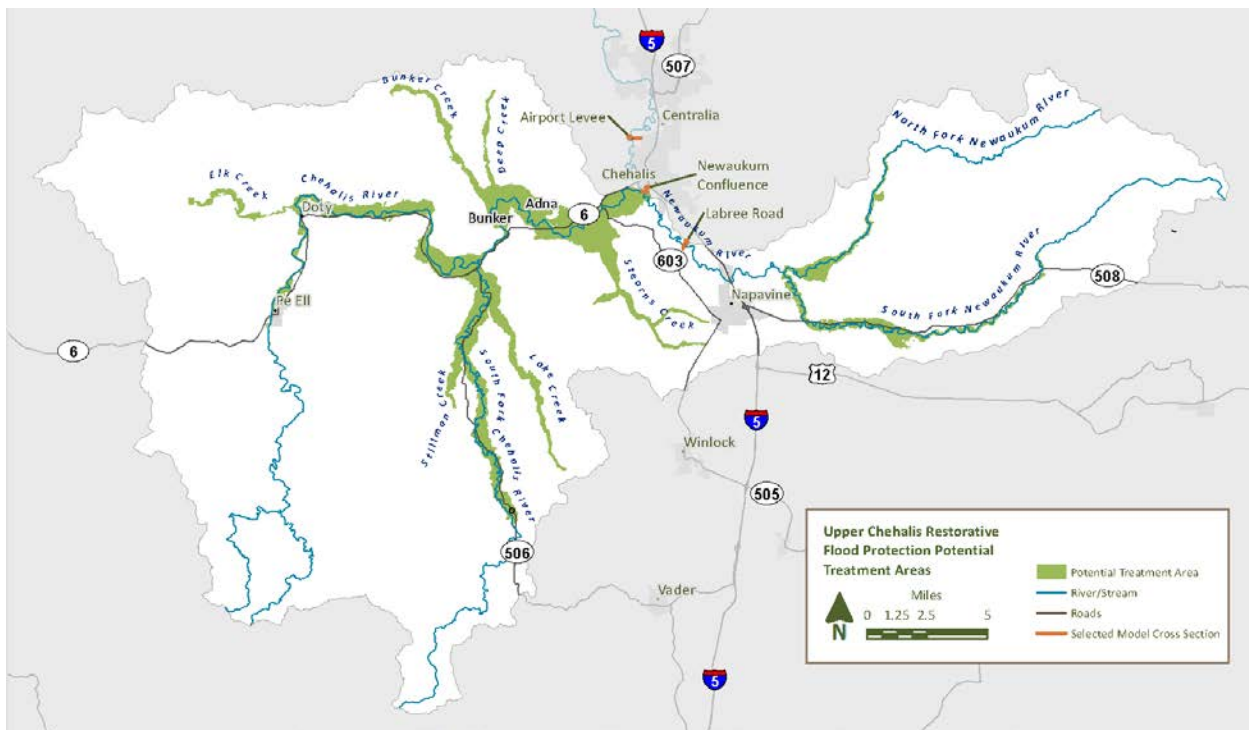 5
507
Bunker Creek
Deep Creek
Airport Levee
Centralia
North Fork Newaukum River
Elk Creek
Chehalis River
Chehalis
Newaukum
Confluence
Doty
Adna
Bunker
6
Newaukum River
Labree Road
603
Stearns Creek
South Fork Newaukum River
508
Pe Ell
Napavine
6
12
Stillman Creek
South Fork Chehalis River
Lake Creek
5
Winlock
505
506
Vader
5
Upper Chehalis Restorative
Flood Protection Potential
Treatment Areas
Miles
0 1.25 2.5 5
N
Potential Treatment Area
River/Stream
Roads
Selected Model Cross Section